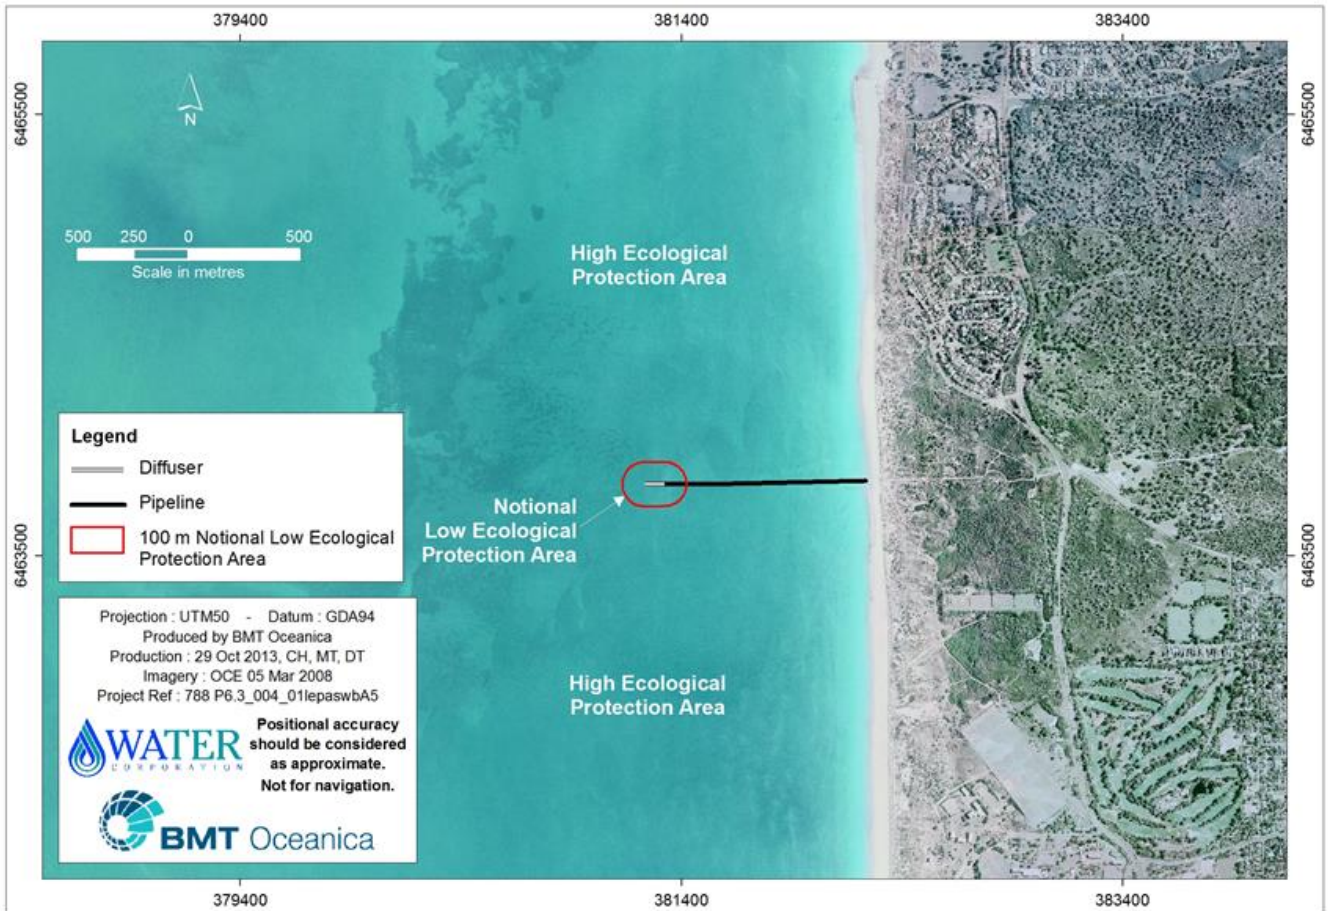 379400
381400
383400
6465500
6465500
N
500 250 0 500
Scale in metres
High Ecological
Protection Area
Legend
Diffuser
Pipeline
100 m Notional Low Ecological
Protection Area
Notional
Low Ecological
Protection Area
6463500
6463500
Projection : UTM50 - Datum : GDA94
Produced by BMT Oceanica
Production : 29 Oct 2013, CH, MT, DT
Imagery : OCE 05 Mar 2008
Project Ref : 788 P6.3_004_01lepaswbA5
WATER
CORPORATION
Positional accuracy
should be considered
as approximate.
Not for navigation.
BMT Oceanica
High Ecological
Protection Area
379400
381400
383400